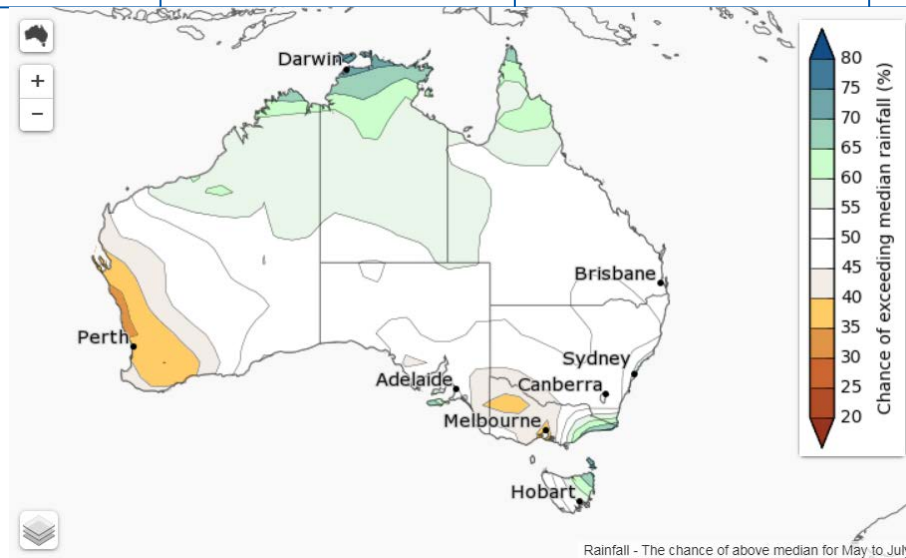 +
−
Darwin
Brisbane
Perth
Sydney
Adelaide
Canberra
Melbourne
Hobart
80
75
70
65
60
55
50
45
40
35
30
25
20
Chance of exceeding median rainfall (%)
Rainfall - The chance of above median for May to July